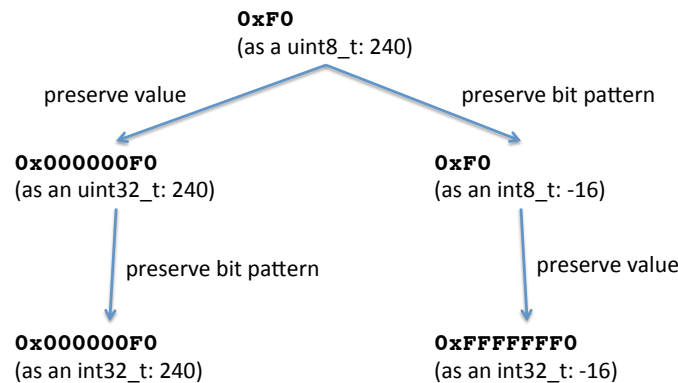 0xF0
(as a uint8_t: 240)
preserve value
preserve bit pattern
0x000000F0
(as an uint32_t: 240)
0xF0
(as an int8_t: -16)
preserve bit pattern
preserve value
0x000000F0
(as an int32_t: 240)
0xFFFFFFF0
(as an int32_t: -16)